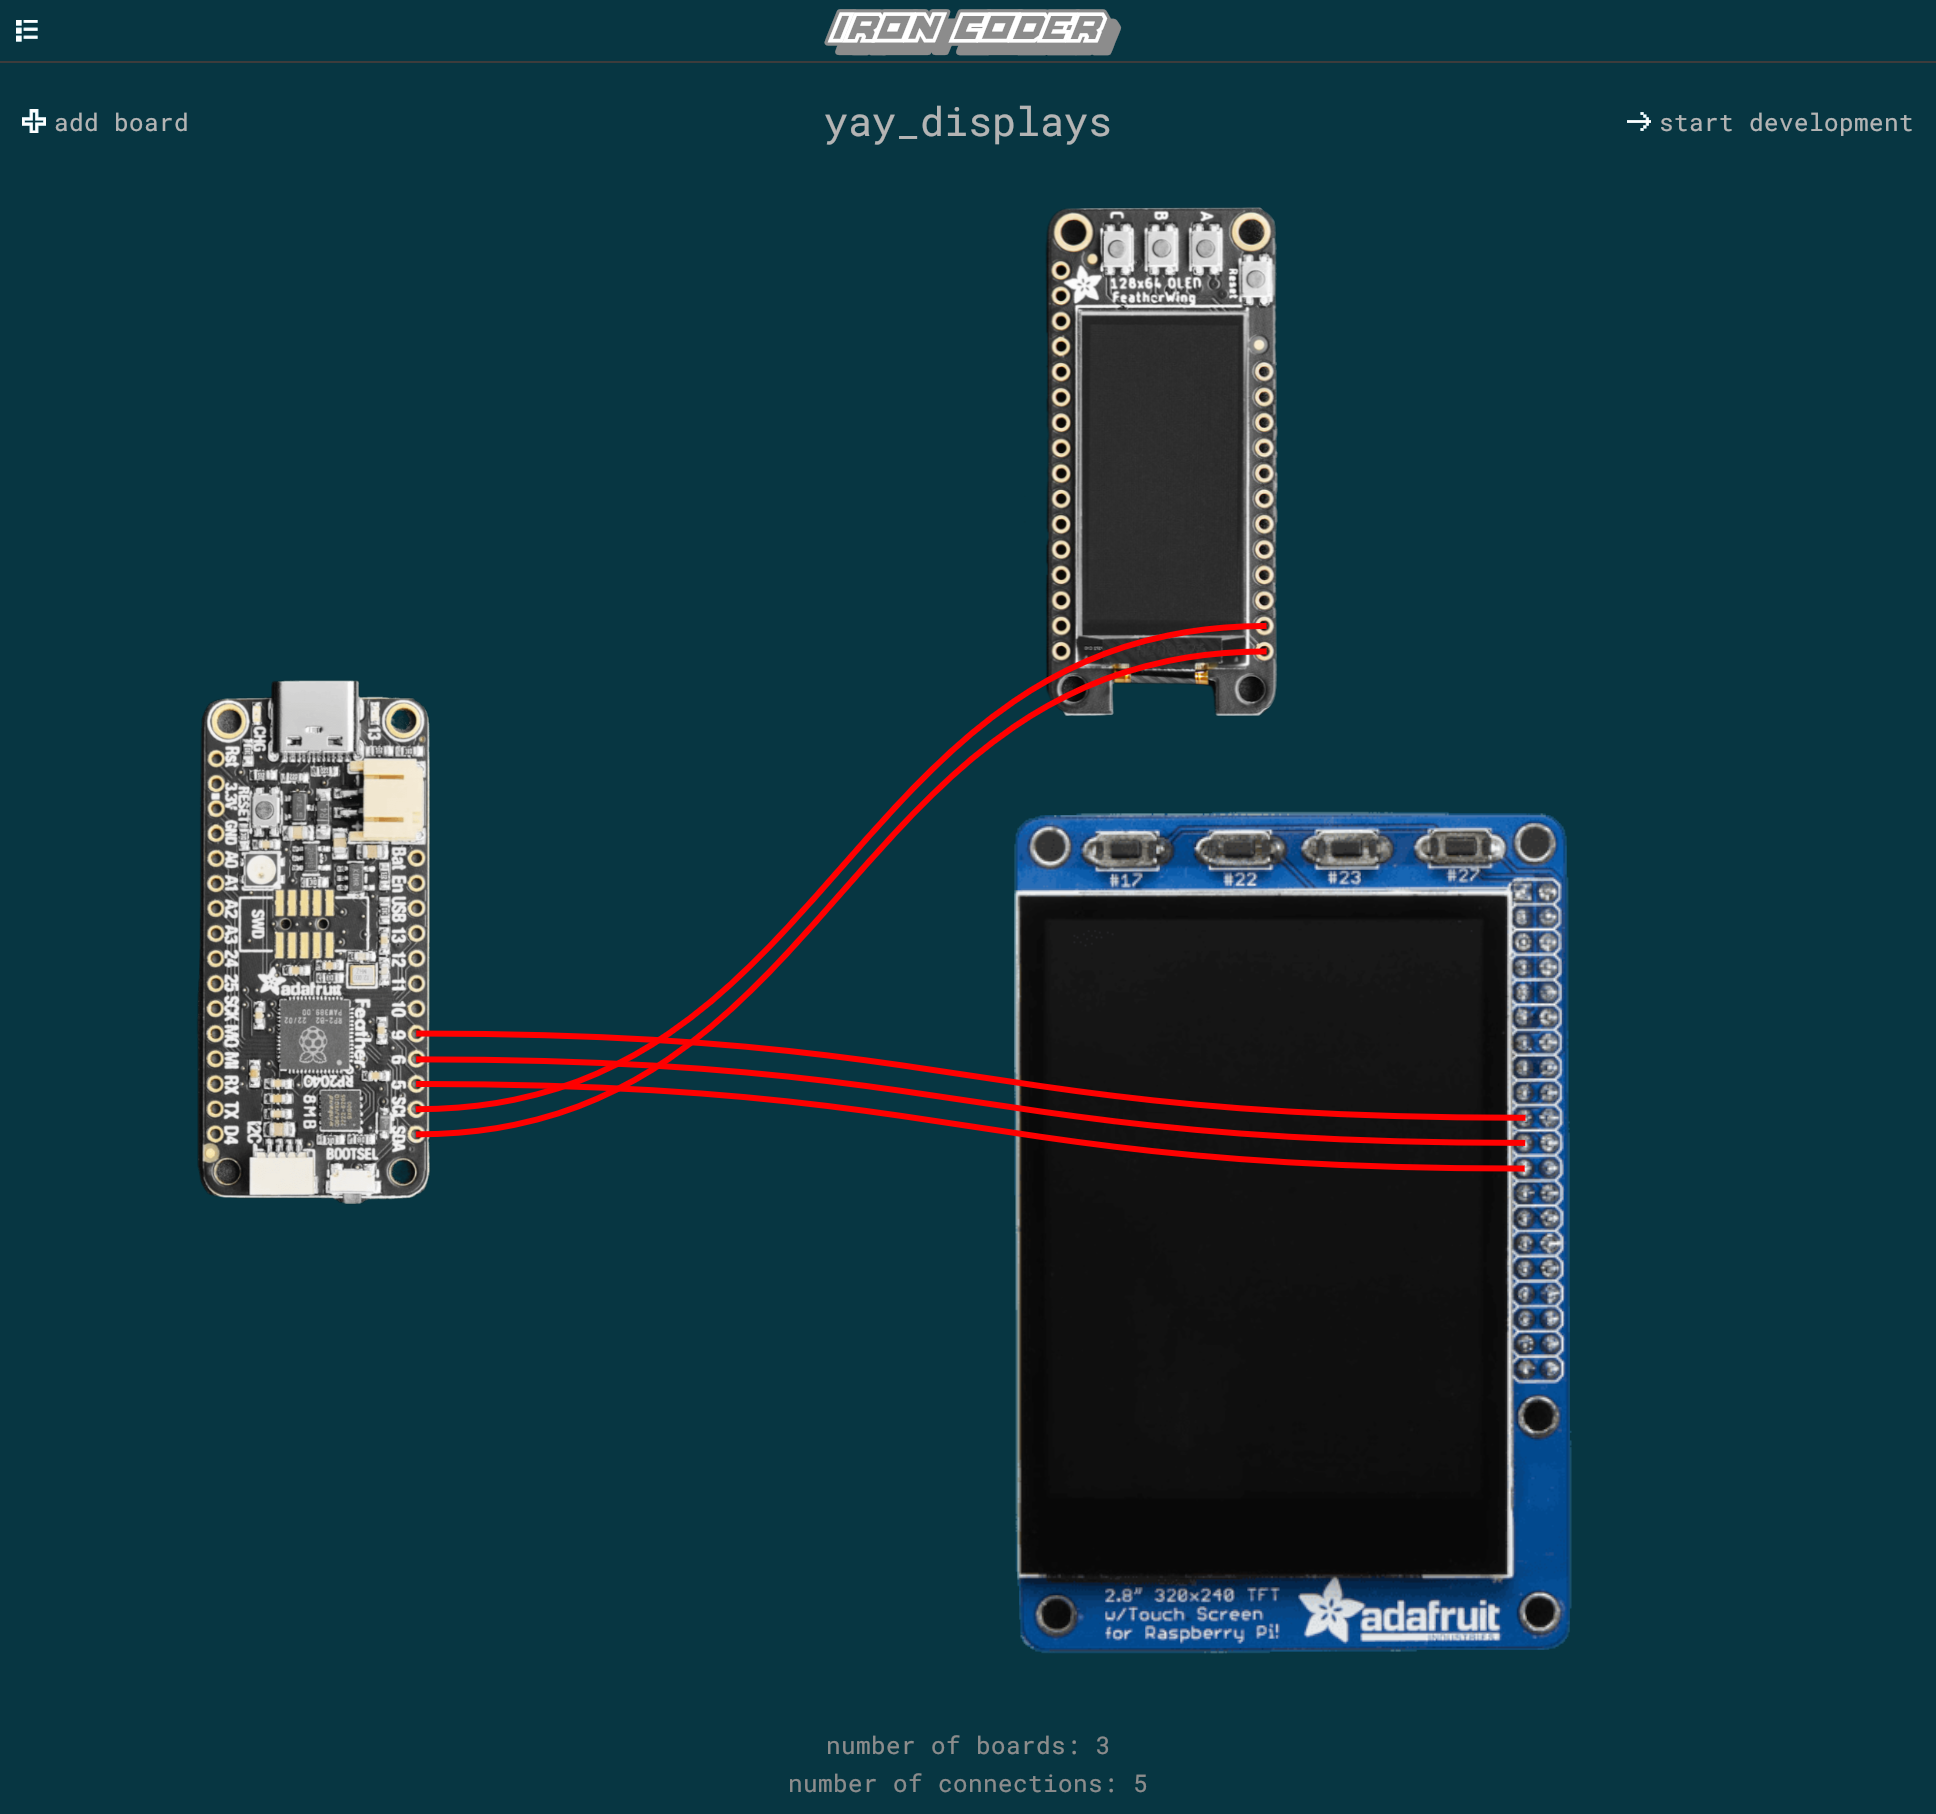 IRON CODER
add board
yay_displays
start development
C B A
Reset
128x64 OLED
FeatherWing
CHG
13
Rst
3.3V
GND
A0
A1
A2
A3
24
25
SCK
MO
MI
RX
TX
D4
RESET
SWD
Bat
En
USB
13
12
11
10
9
6
5
SCL
SDA
adafruit
Feather
RP2040
8MB
I2C
BOOTSEL
#17 #22 #23 #27
2.8" 320x240 TFT
w/Touch Screen
for Raspberry Pi!
adafruit
number of boards: 3
number of connections: 5